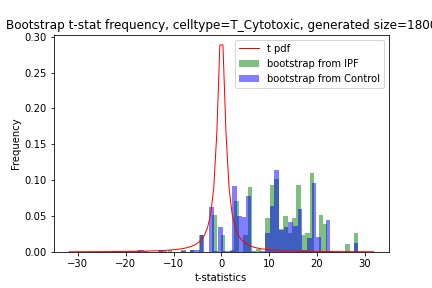 Bootstrap t-stat frequency, celltype=T_Cytotoxic, generated size=1800
t pdf
bootstrap from IPF
bootstrap from Control
Frequency
0.30
0.25
0.20
0.15
0.10
0.05
0.00
−30 −20 −10 0 10 20 30
t-statistics